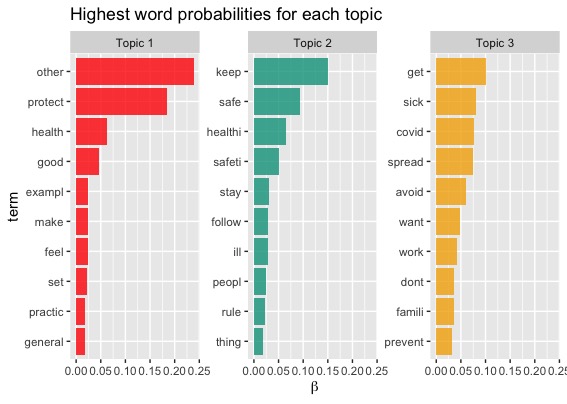 Highest word probabilities for each topic
Topic 1
Topic 2
Topic 3
term
other
protect
health
good
exampl
make
feel
set
practic
general
keep
safe
healthi
safeti
stay
follow
ill
peopl
rule
thing
get
sick
covid
spread
avoid
want
work
dont
famili
prevent
0.00 0.05 0.10 0.15 0.20 0.25
0.00 0.05 0.10 0.15 0.20 0.25
0.00 0.05 0.10 0.15 0.20 0.25
β